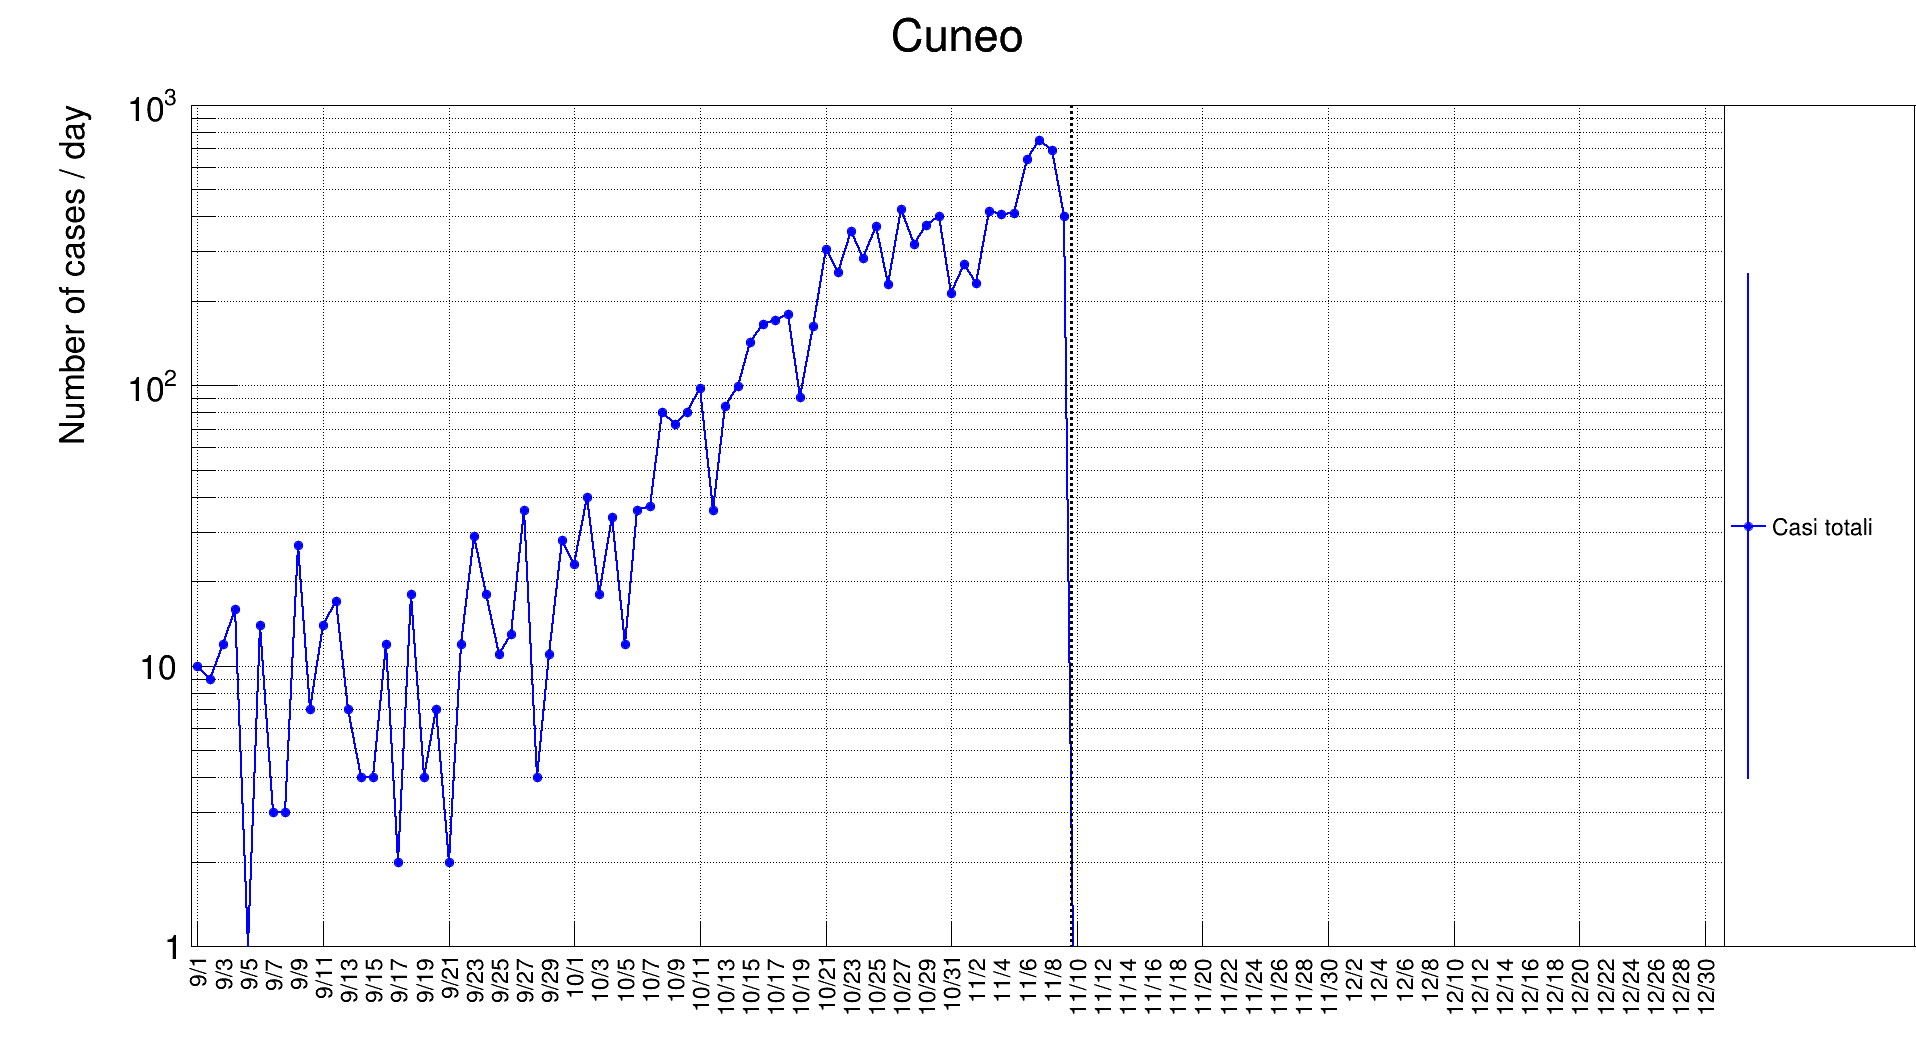 Cuneo
Number of cases / day
10³
10²
10
1
9/1 9/3 9/5 9/7 9/9 9/11 9/13 9/15 9/17 9/19 9/21 9/23 9/25 9/27 9/29 10/1 10/3 10/5 10/7 10/9 10/11 10/13 10/15 10/17 10/19 10/21 10/23 10/25 10/27 10/29 10/31 11/2 11/4 11/6 11/8 11/10 11/12 11/14 11/16 11/18 11/20 11/22 11/24 11/26 11/28 11/30 12/2 12/4 12/6 12/8 12/10 12/12 12/14 12/16 12/18 12/20 12/22 12/24 12/26 12/28 12/30
Casi totali